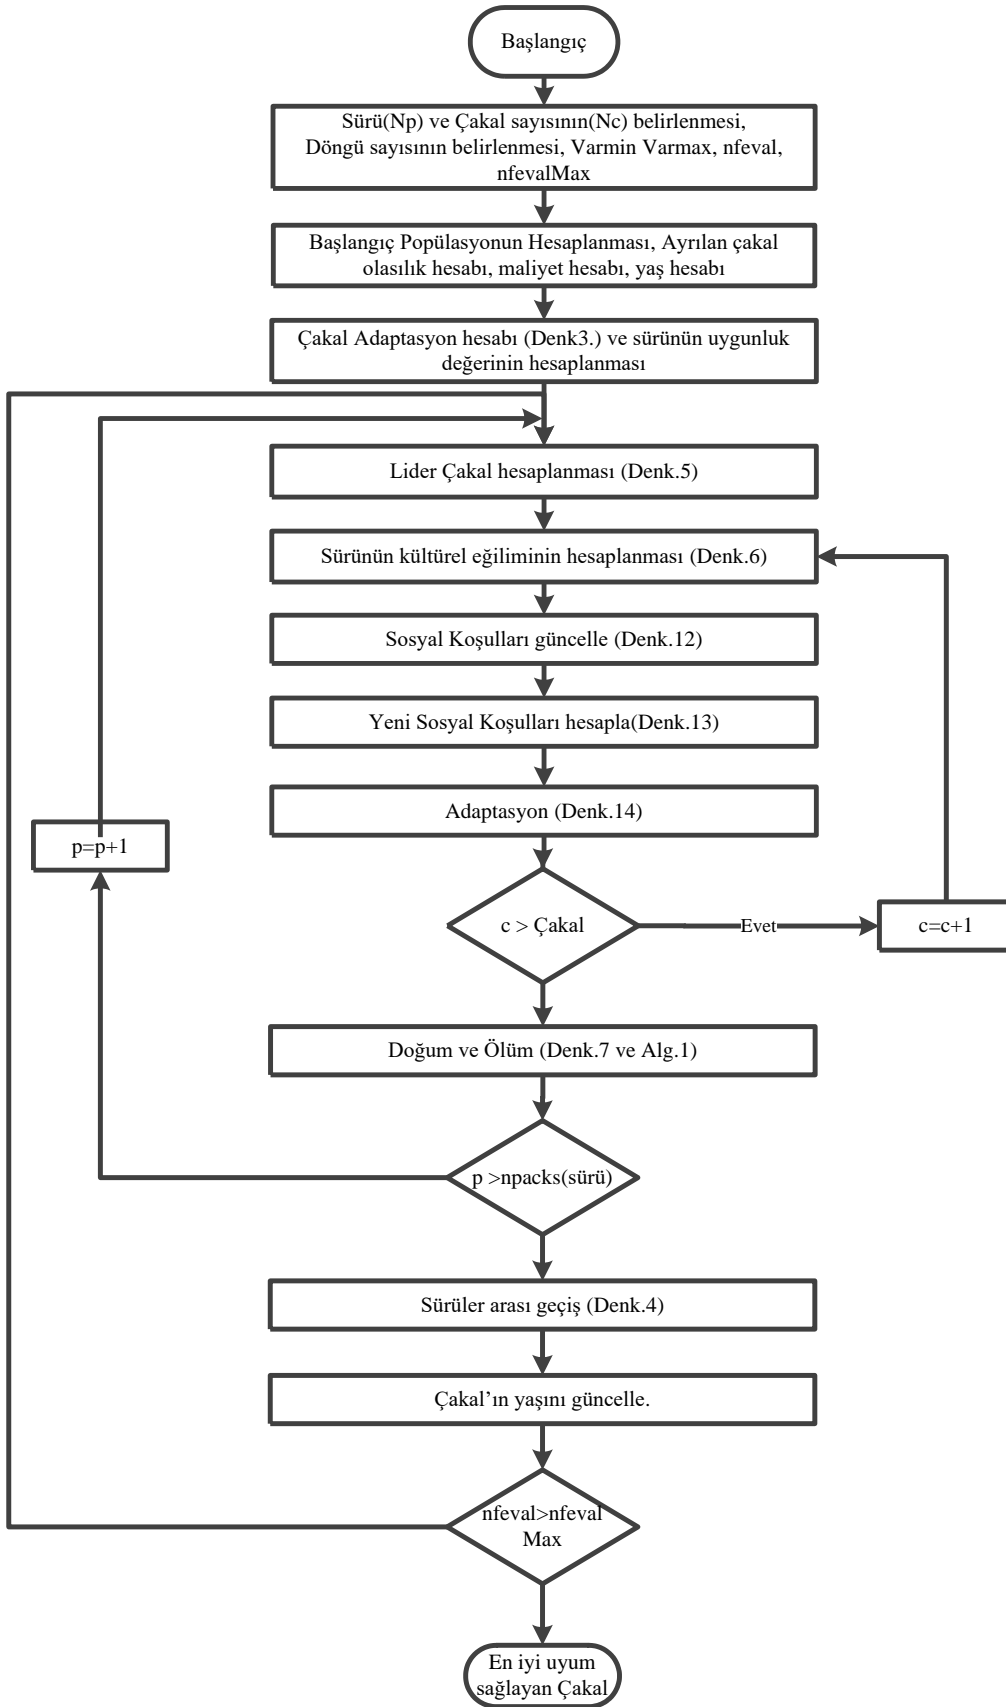 Başlangıç
Sürü(Np) ve Çakal sayısının(Nc) belirlenmesi,
Döngü sayısının belirlenmesi, Varmin Varmax, nfeval,
nfevalMax
Başlangıç Popülasyonun Hesaplanması, Ayrılan çakal
olasılık hesabı, maliyet hesabı, yaş hesabı
Çakal Adaptasyon hesabı (Denk3.) ve sürünün uygunluk
değerinin hesaplanması
Lider Çakal hesaplanması (Denk.5)
Sürünün kültürel eğiliminin hesaplanması (Denk.6)
Sosyal Koşulları güncelle (Denk.12)
Yeni Sosyal Koşulları hesapla(Denk.13)
Adaptasyon (Denk.14)
p=p+1
c > Çakal
Evet
c=c+1
Doğum ve Ölüm (Denk.7 ve Alg.1)
p >npacks(sürü)
Sürüler arası geçiş (Denk.4)
Çakal’ın yaşını güncelle.
nfeval>nfeval
Max
En iyi uyum
sağlayan Çakal